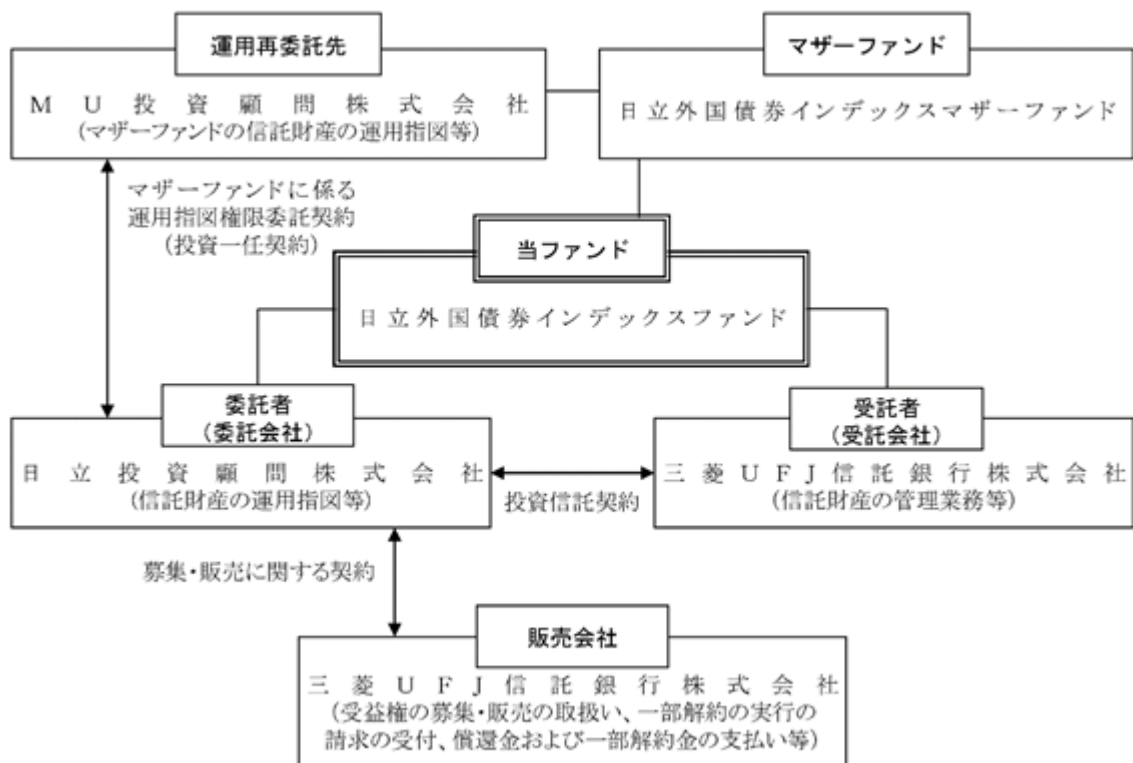 運用再委託先
MU投資顧問株式会社
(マザーファンドの信託財産の運用指図等)
マザーファンド
日立外国債券インデックスマザーファンド
マザーファンドに係る
運用指図権限委託契約
(投資一任契約)
当ファンド
日立外国債券インデックスファンド
委託者
(委託会社)
日立投資顧問株式会社
(信託財産の運用指図等)
投資信託契約
受託者
(受託会社)
三菱UFJ信託銀行株式会社
(信託財産の管理業務等)
募集・販売に関する契約
販売会社
三菱UFJ信託銀行株式会社
(受益権の募集・販売の取扱い、一部解約の実行の
請求の受付、償還金および一部解約金の支払い等)